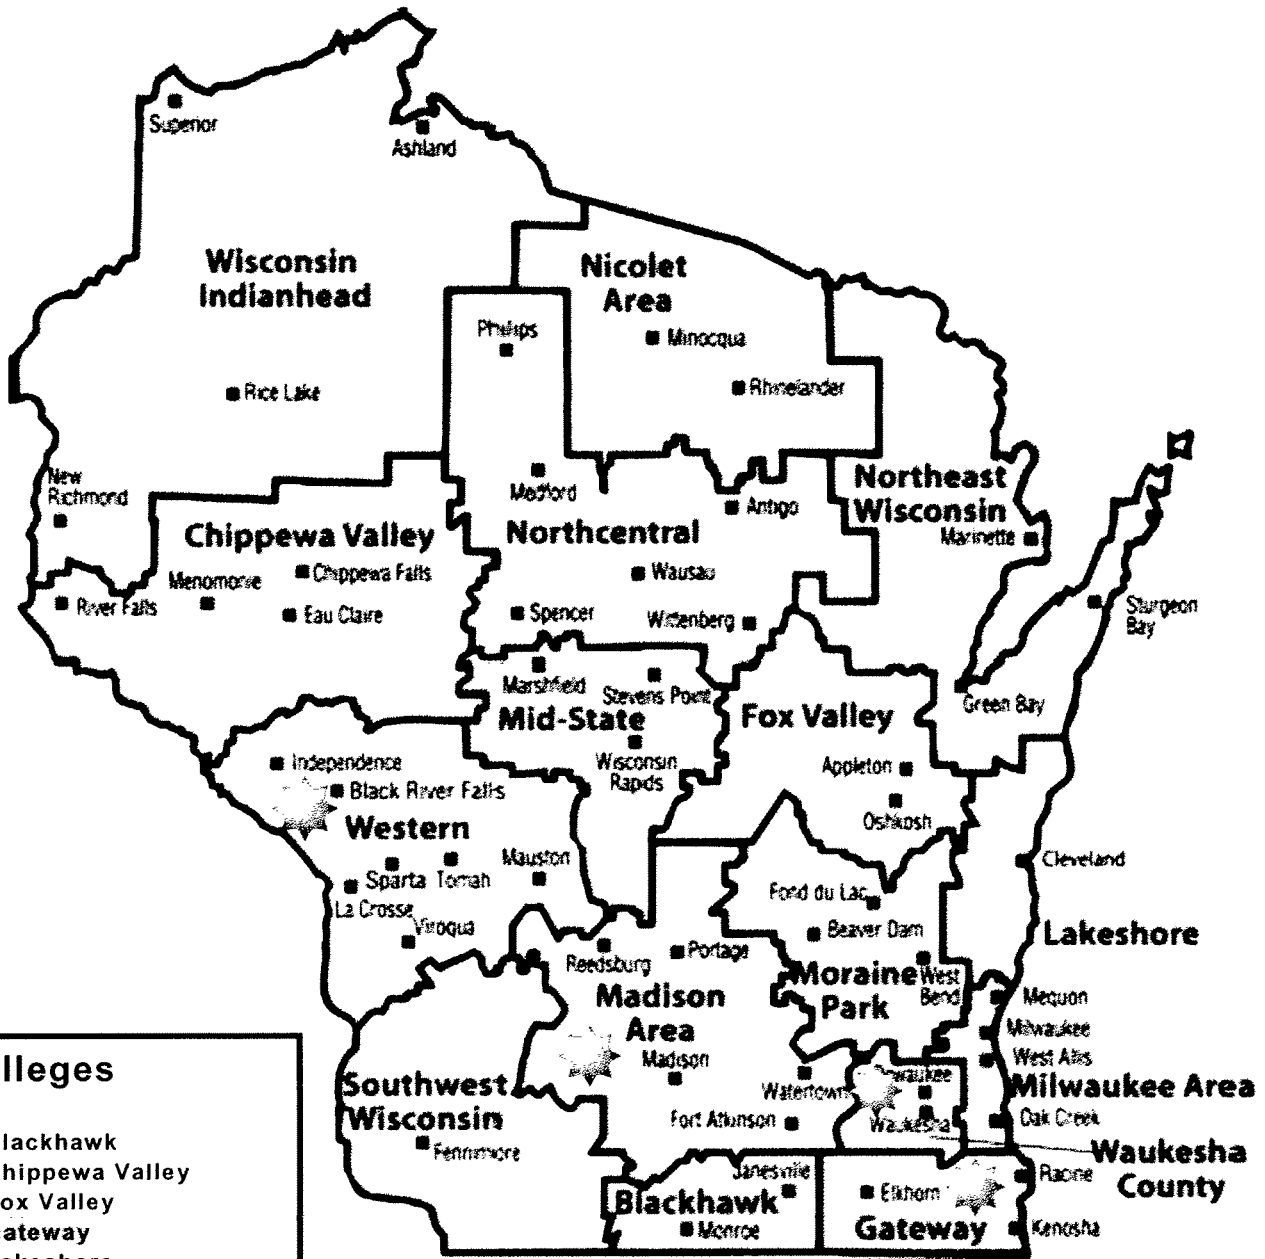 Superior
Ashland
Wisconsin
Indianhead
Nicolet
Area
Phillips
Minocqua
Rice Lake
Rhinelander
New
Richmond
Medford
Antigo
Northeast
Wisconsin
Marinette
Chippewa Valley
Northcentral
Menomonie
Chippewa Falls
Wausau
River Falls
Eau Claire
Spencer
Wittenberg
Sturgeon
Bay
Marshfield
Stevens Point
Mid-State
Fox Valley
Green Bay
Independence
Wisconsin
Rapids
Appleton
Black River Falls
Oshkosh
Western
Mauston
Cleveland
Sparta
Tomah
La Crosse
Fond du Lac
Viroqua
Beaver Dam
Lakeshore
Reedsburg
Portage
Moraine
Park
West
Bend
Mequon
Madison
Area
Milwaukee
Madison
West Allis
Southwest
Wisconsin
Watertown
waukee
Milwaukee Area
Fort Atkinson
Waukesha
Oak Creek
Fennimore
Waukesha
County
Janesville
Racine
Blackhawk
Elkhorn
Monroe
Gateway
Kenosha
lleges
lackhawk
hippewa Valley
ox Valley
ateway